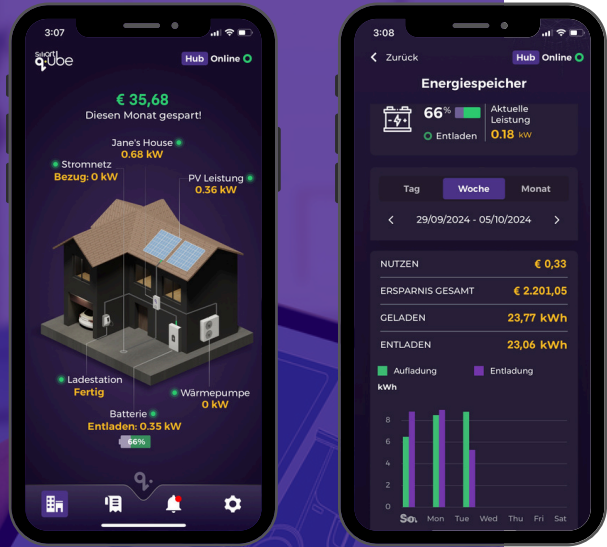 3:07
smart
q·ube
Hub Online
€ 35,68
Diesen Monat gespart!
Jane's House
0.68 kW
Stromnetz
Bezug: 0 kW
PV Leistung
0.36 kW
Ladestation
Fertig
Wärmepumpe
0 kW
Batterie
Entladen: 0.35 kW
66%
q.
3:08
Zurück
Hub Online
Energiespeicher
66%
Aktuelle
Leistung
Entladen
0.18 kW
Tag Woche Monat
29/09/2024 - 05/10/2024
NUTZEN € 0,33
ERSPARNIS GESAMT € 2.201,05
GELADEN 23,77 kWh
ENTLADEN 23,06 kWh
Aufladung Entladung
kWh
8
6
4
2
0
Mon Tue Wed Thu Fri Sat